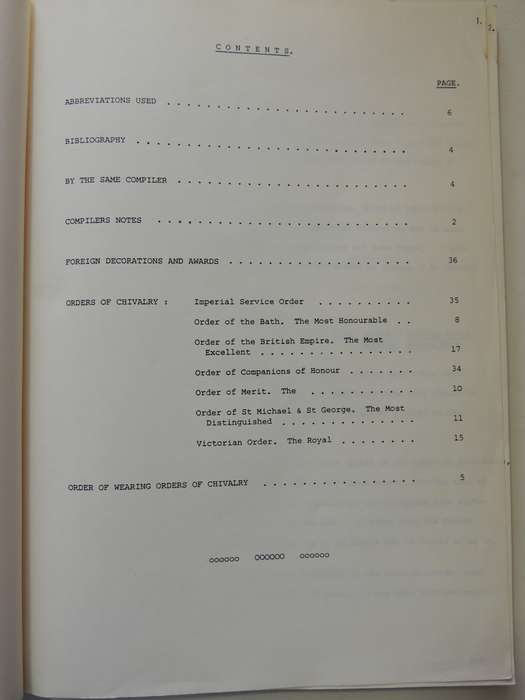 1.
2.
C O N T E N T S.
PAGE.
ABBREVIATIONS USED . . . . . . . . . . . . . . . . . . . . . . . . 6
BIBLIOGRAPHY . . . . . . . . . . . . . . . . . . . . . . . . . . . 4
BY THE SAME COMPILER . . . . . . . . . . . . . . . . . . . . . . . 4
COMPILERS NOTES . . . . . . . . . . . . . . . . . . . . . . . . . 2
FOREIGN DECORATIONS AND AWARDS . . . . . . . . . . . . . . . . . . . 36
ORDERS OF CHIVALRY : Imperial Service Order . . . . . . . . . . 35
Order of the Bath. The Most Honourable . . 8
Order of the British Empire. The Most
Excellent . . . . . . . . . . . . . . . . 17
Order of Companions of Honour . . . . . . . 34
Order of Merit. The . . . . . . . . . . . 10
Order of St Michael & St George. The Most
Distinguished . . . . . . . . . . . . . . 11
Victorian Order. The Royal . . . . . . . . 15
ORDER OF WEARING ORDERS OF CHIVALRY . . . . . . . . . . . . . . . . 5
oooooo OOOOOO oooooo